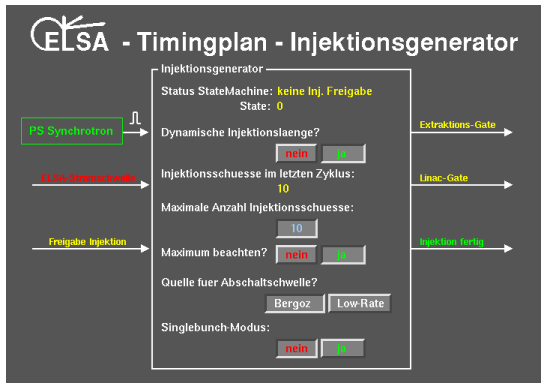 ELSA - Timingplan - Injektionsgenerator
Injektionsgenerator
Status StateMachine: keine Inj. Freigabe
State: 0
PS Synchrotron
Dynamische Injektionslaenge?
nein ja
Extraktions-Gate
Injektionsschuesse im letzten Zyklus:
10
Linac-Gate
Maximale Anzahl Injektionsschuesse:
10
Freigabe Injektion
Maximum beachten? nein ja
Injektion fertig
Quelle fuer Abschaltschwelle?
Bergoz Low-Rate
Singlebunch-Modus:
nein ja